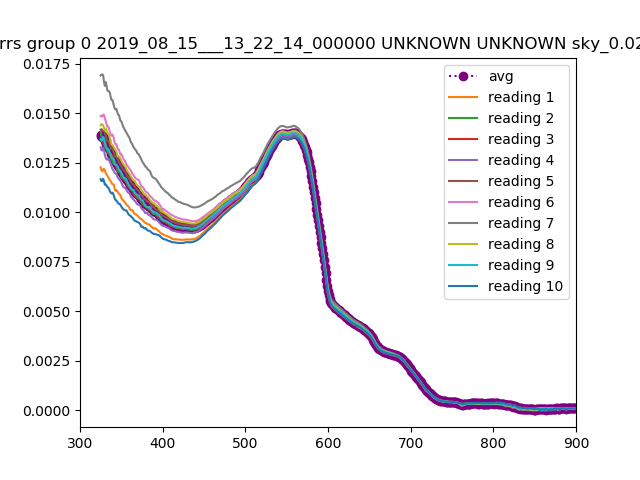 rrs group 0 2019_08_15___13_22_14_000000 UNKNOWN UNKNOWN sky_0.02
0.0175
0.0150
0.0125
0.0100
0.0075
0.0050
0.0025
0.0000
300 400 500 600 700 800 900
avg
reading 1
reading 2
reading 3
reading 4
reading 5
reading 6
reading 7
reading 8
reading 9
reading 10